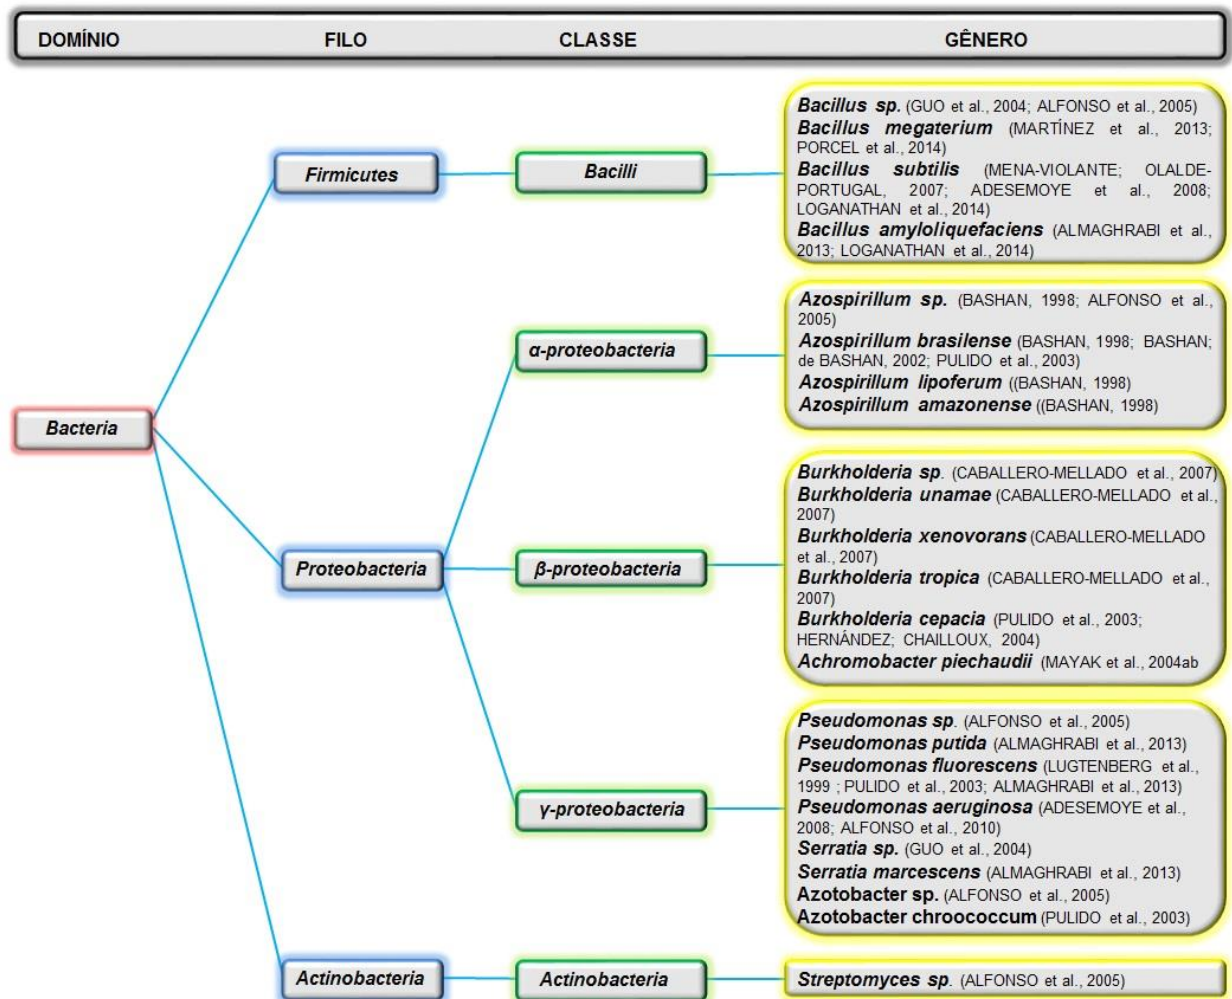 DOMÍNIO FILO CLASSE GÊNERO
Bacteria
Firmicutes
Bacilli
Bacillus sp. (GUO et al., 2004; ALFONSO et al., 2005)
Bacillus megaterium (MARTÍNEZ et al., 2013;
PORCEL et al., 2014)
Bacillus subtilis (MENA-VIOLANTE; OLALDE-
PORTUGAL, 2007; ADESEMOYE et al., 2008;
LOGANATHAN et al., 2014)
Bacillus amyloliquefaciens (ALMAGHRABI et al.,
2013; LOGANATHAN et al., 2014)
Proteobacteria
α-proteobacteria
Azospirillum sp. (BASHAN, 1998; ALFONSO et al.,
2005)
Azospirillum brasilense (BASHAN, 1998; BASHAN;
de BASHAN, 2002; PULIDO et al., 2003)
Azospirillum lipoferum ((BASHAN, 1998)
Azospirillum amazonense ((BASHAN, 1998)
β-proteobacteria
Burkholderia sp. (CABALLERO-MELLADO et al., 2007)
Burkholderia unamae (CABALLERO-MELLADO et al.,
2007)
Burkholderia xenovorans (CABALLERO-MELLADO
et al., 2007)
Burkholderia tropica (CABALLERO-MELLADO et al.,
2007)
Burkholderia cepacia (PULIDO et al., 2003;
HERNÁNDEZ; CHAILLOUX, 2004)
Achromobacter piechaudii (MAYAK et al., 2004ab
γ-proteobacteria
Pseudomonas sp. (ALFONSO et al., 2005)
Pseudomonas putida (ALMAGHRABI et al., 2013)
Pseudomonas fluorescens (LUGTENBERG et al.,
1999 ; PULIDO et al., 2003; ALMAGHRABI et al., 2013)
Pseudomonas aeruginosa (ADESEMOYE et al.,
2008; ALFONSO et al., 2010)
Serratia sp. (GUO et al., 2004)
Serratia marcescens (ALMAGHRABI et al., 2013)
Azotobacter sp. (ALFONSO et al., 2005)
Azotobacter chroococcum (PULIDO et al., 2003)
Actinobacteria
Actinobacteria
Streptomyces sp. (ALFONSO et al., 2005)